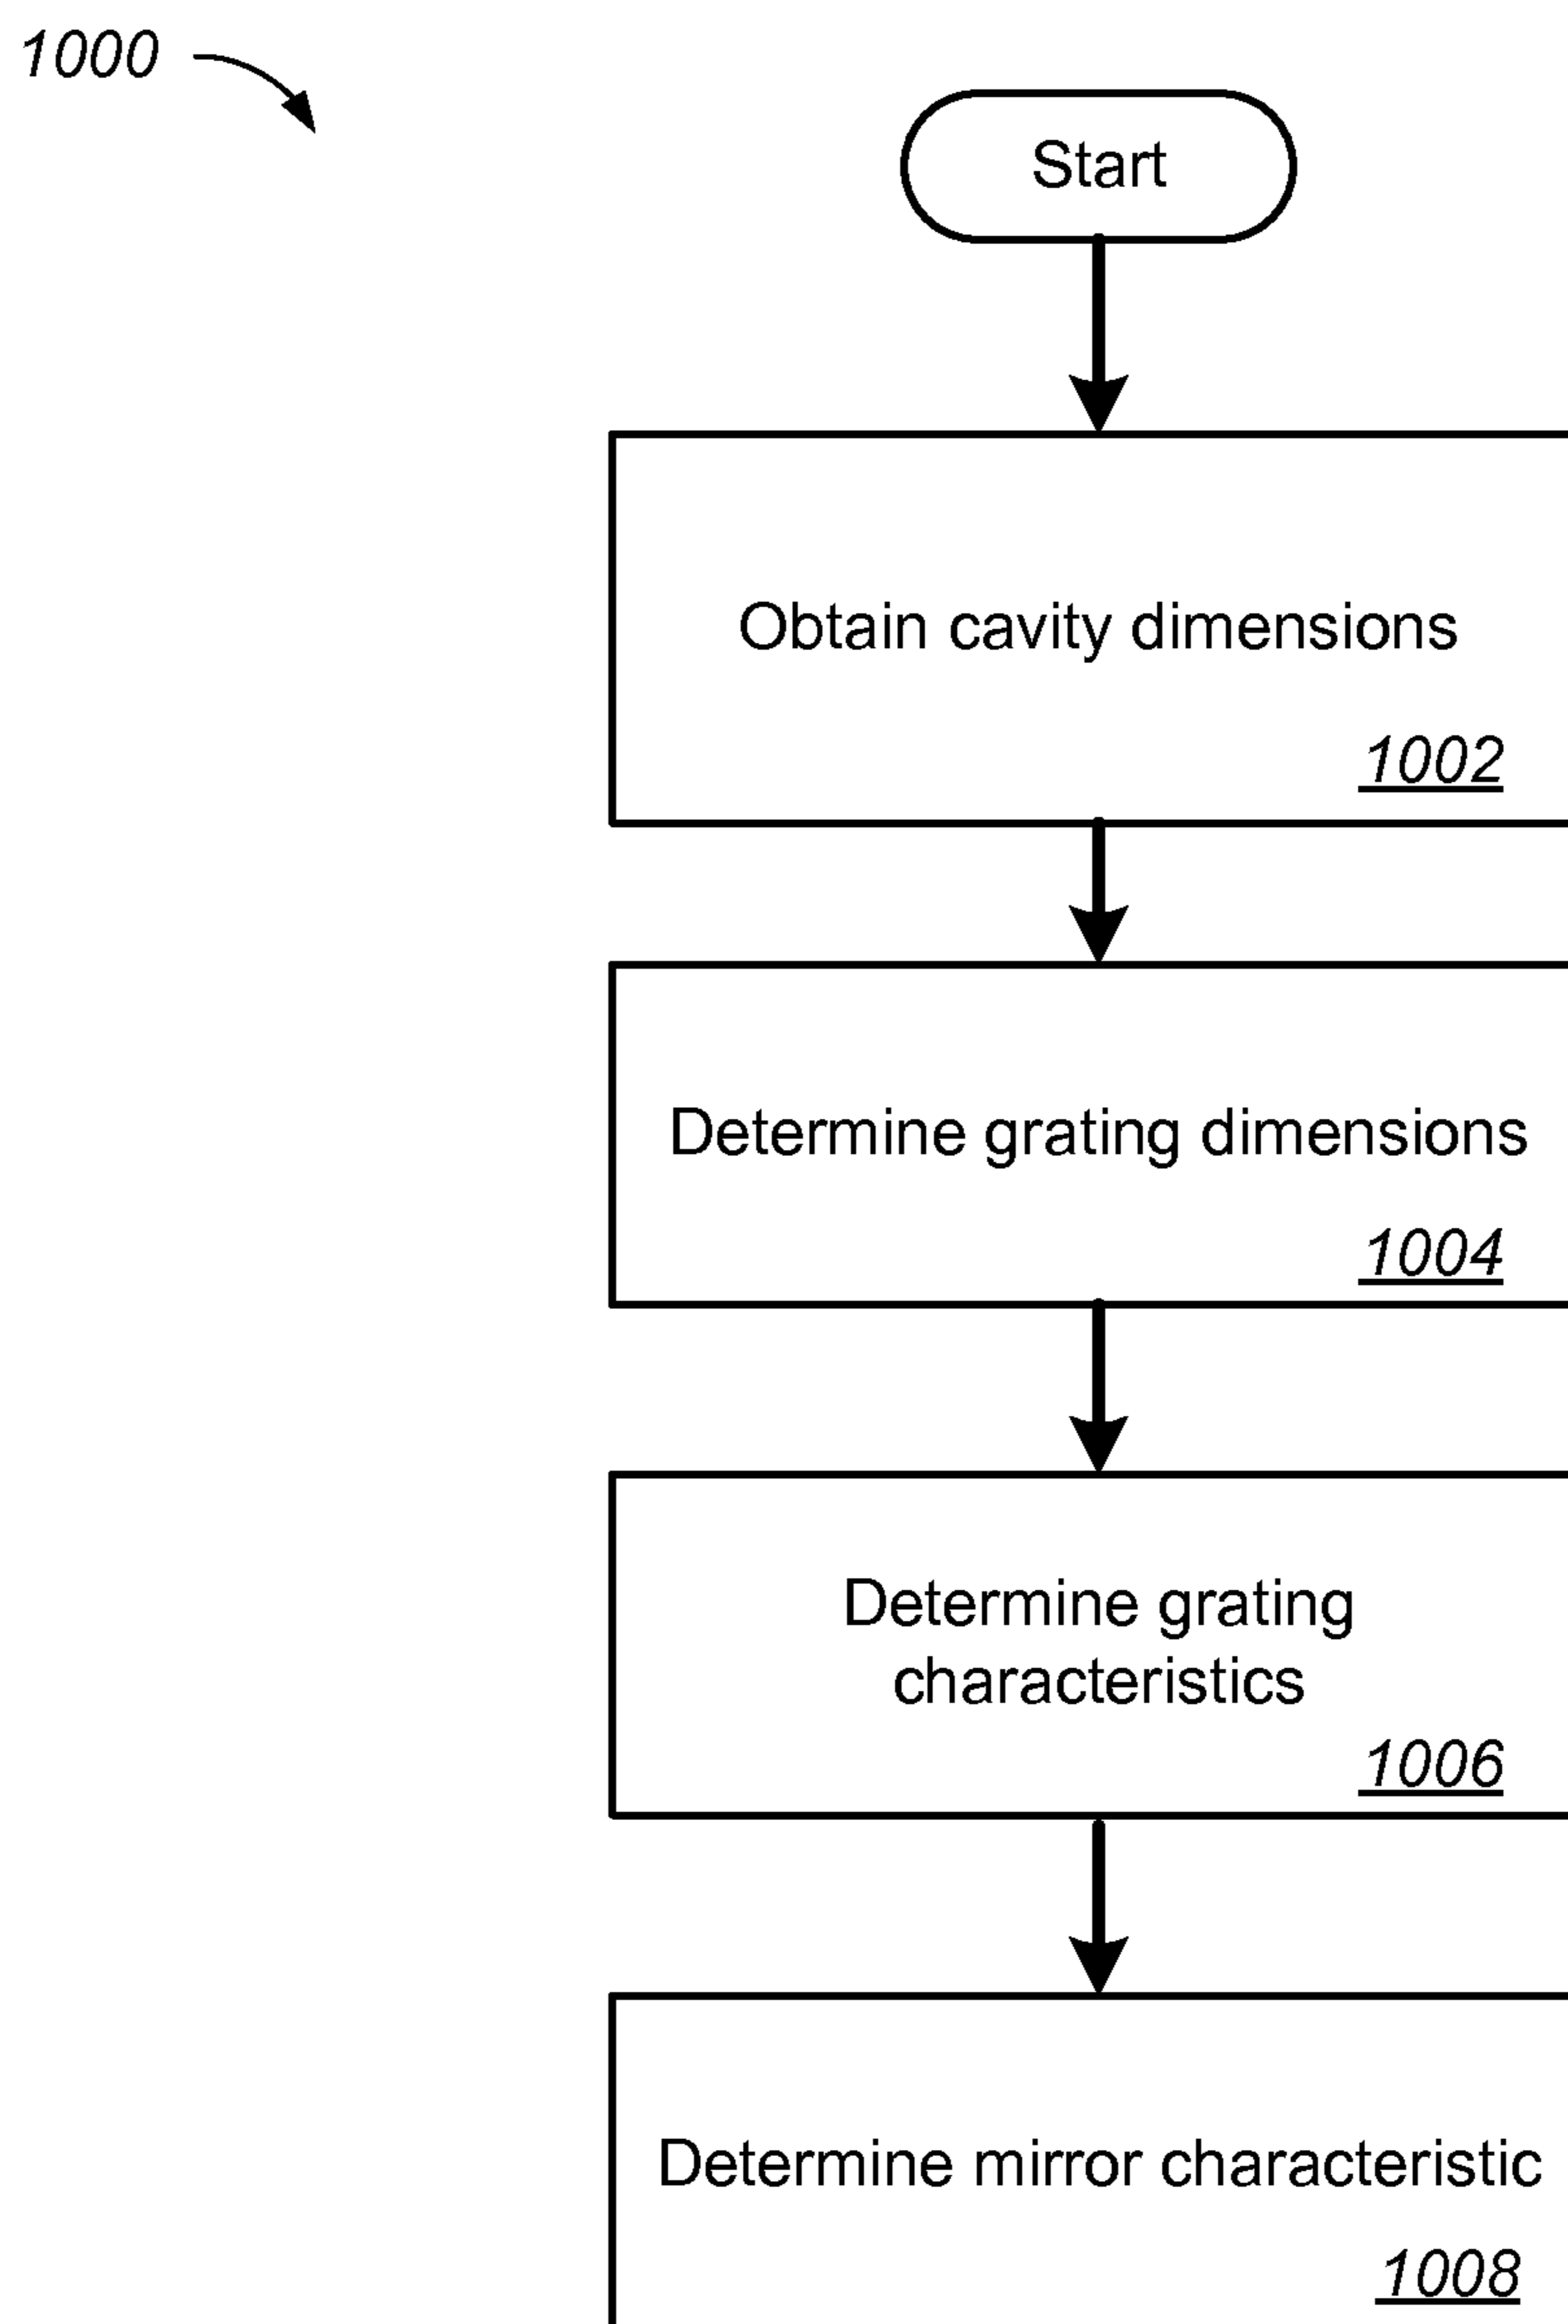 1000
Start
Obtain cavity dimensions
1002
Determine grating dimensions
1004
Determine grating
characteristics
1006
Determine mirror characteristic
1008